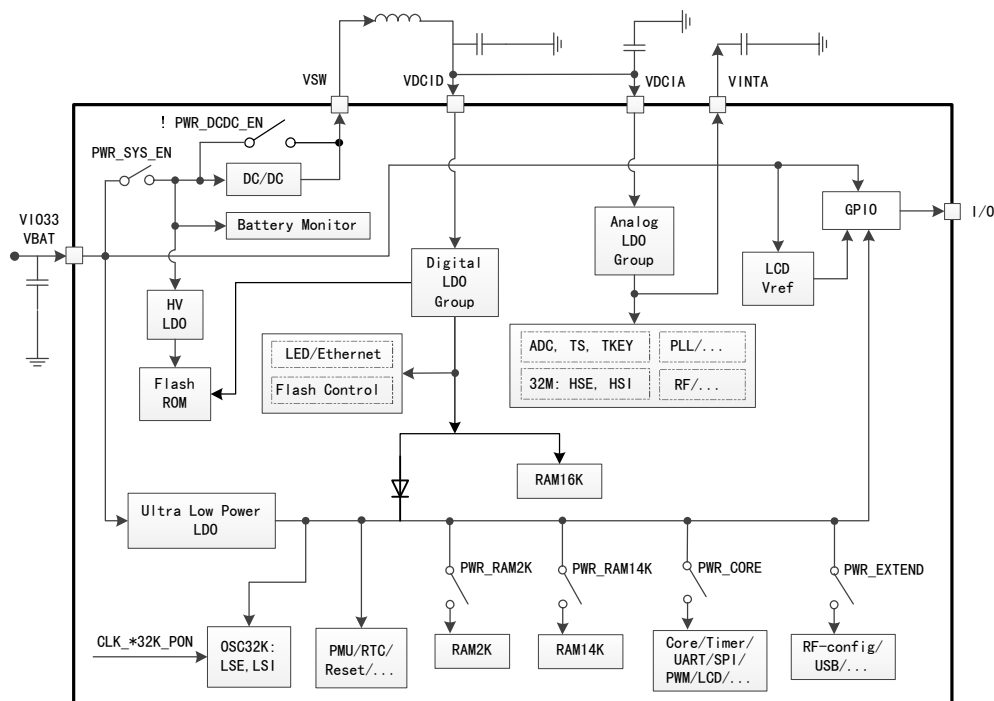 VSW
VDCID
VDCIA
VINTA
! PWR_DCDC_EN
PWR_SYS_EN
DC/DC
Battery Monitor
VIO33
VBAT
GPIO
I/O
Analog
LDO
Group
Digital
LDO
Group
LCD
Vref
HV
LDO
Flash
ROM
LED/Ethernet
Flash Control
ADC, TS, TKEY
PLL/...
32M: HSE, HSI
RF/...
RAM16K
Ultra Low Power
LDO
PWR_RAM2K
PWR_RAM14K
PWR_CORE
PWR_EXTEND
CLK_*32K_PON
OSC32K:
LSE,LSI
PMU/RTC/
Reset/...
RAM2K
RAM14K
Core/Timer/
UART/SPI/
PWM/LCD/...
RF-config/
USB/...